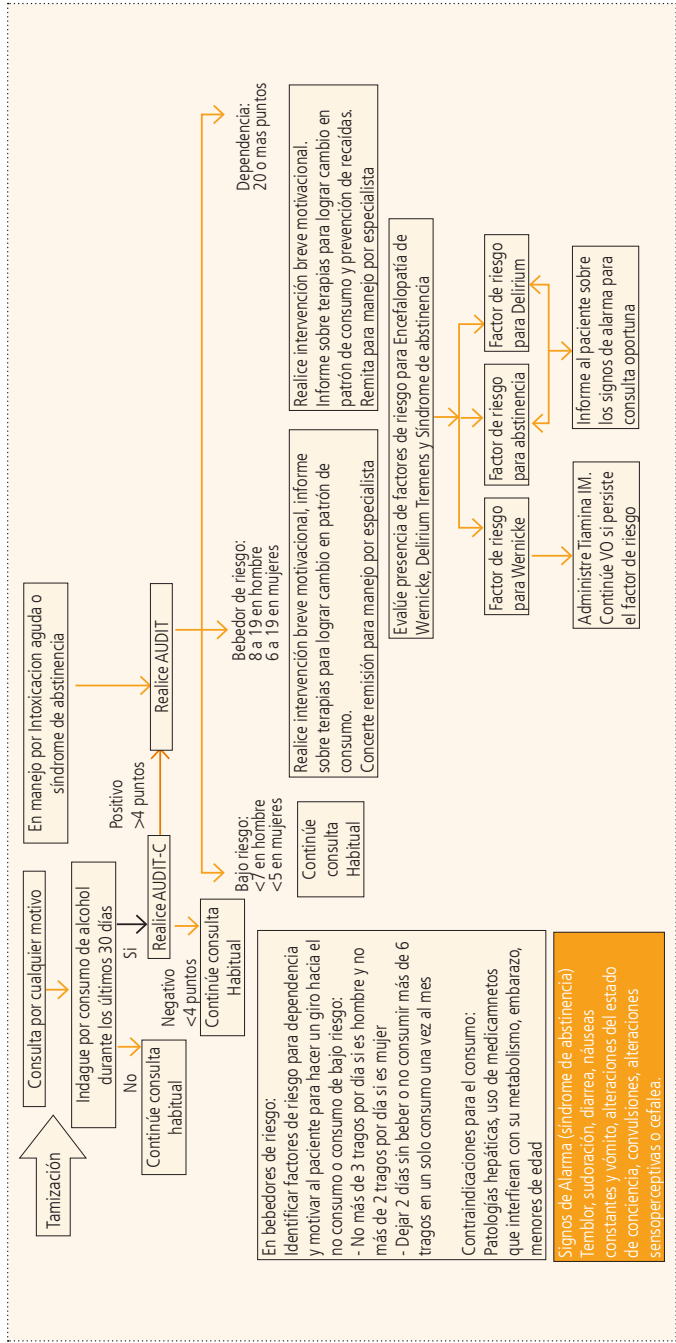 Tamización
Consulta por cualquier motivo
Indague por consumo de alcohol
durante los últimos 30 días
No
Si
Continúe consulta
habitual
Realice AUDIT-C
Negativo
<4 puntos
Continúe consulta
Habitual
Positivo
>4 puntos
En manejo por Intoxicacion aguda o
síndrome de abstinencia
Realice AUDIT
Bajo riesgo:
<7 en hombre
<5 en mujeres
Continúe
consulta
Habitual
Bebedor de riesgo:
8 a 19 en hombre
6 a 19 en mujeres
Realice intervención breve motivacional, informe
sobre terapias para lograr cambio en patrón de
consumo.
Concerte remisión para manejo por especialista
Dependencia:
20 o mas puntos
Realice intervención breve motivacional.
Informe sobre terapias para lograr cambio en
patrón de consumo y prevención de recaídas.
Remita para manejo por especialista
Evalúe presencia de factores de riesgo para Encefalopatía de
Wernicke, Delirium Tremens y Síndrome de abstinencia
Factor de riesgo
para Wernicke
Factor de riesgo
para abstinencia
Factor de riesgo
para Delirium
Administre Tiamina IM.
Continúe VO si persiste
el factor de riesgo
Informe al paciente sobre
los signos de alarma para
consulta oportuna
En bebedores de riesgo:
Identificar factores de riesgo para dependencia
y motivar al paciente para hacer un giro hacia el
no consumo o consumo de bajo riesgo:
- No más de 3 tragos por día si es hombre y no
más de 2 tragos por día si es mujer
- Dejar 2 días sin beber o no consumir más de 6
tragos en un solo consumo una vez al mes
Contraindicaciones para el consumo:
Patologías hepáticas, uso de medicamnetos
que interfieran con su metabolismo, embarazo,
menores de edad
Signos de Alarma (síndrome de abstinencia)
Temblor, sudoración, diarrea, náuseas
constantes y vómito, alteraciones del estado
de conciencia, convulsiones, alteraciones
sensoperceptivas o cefalea.